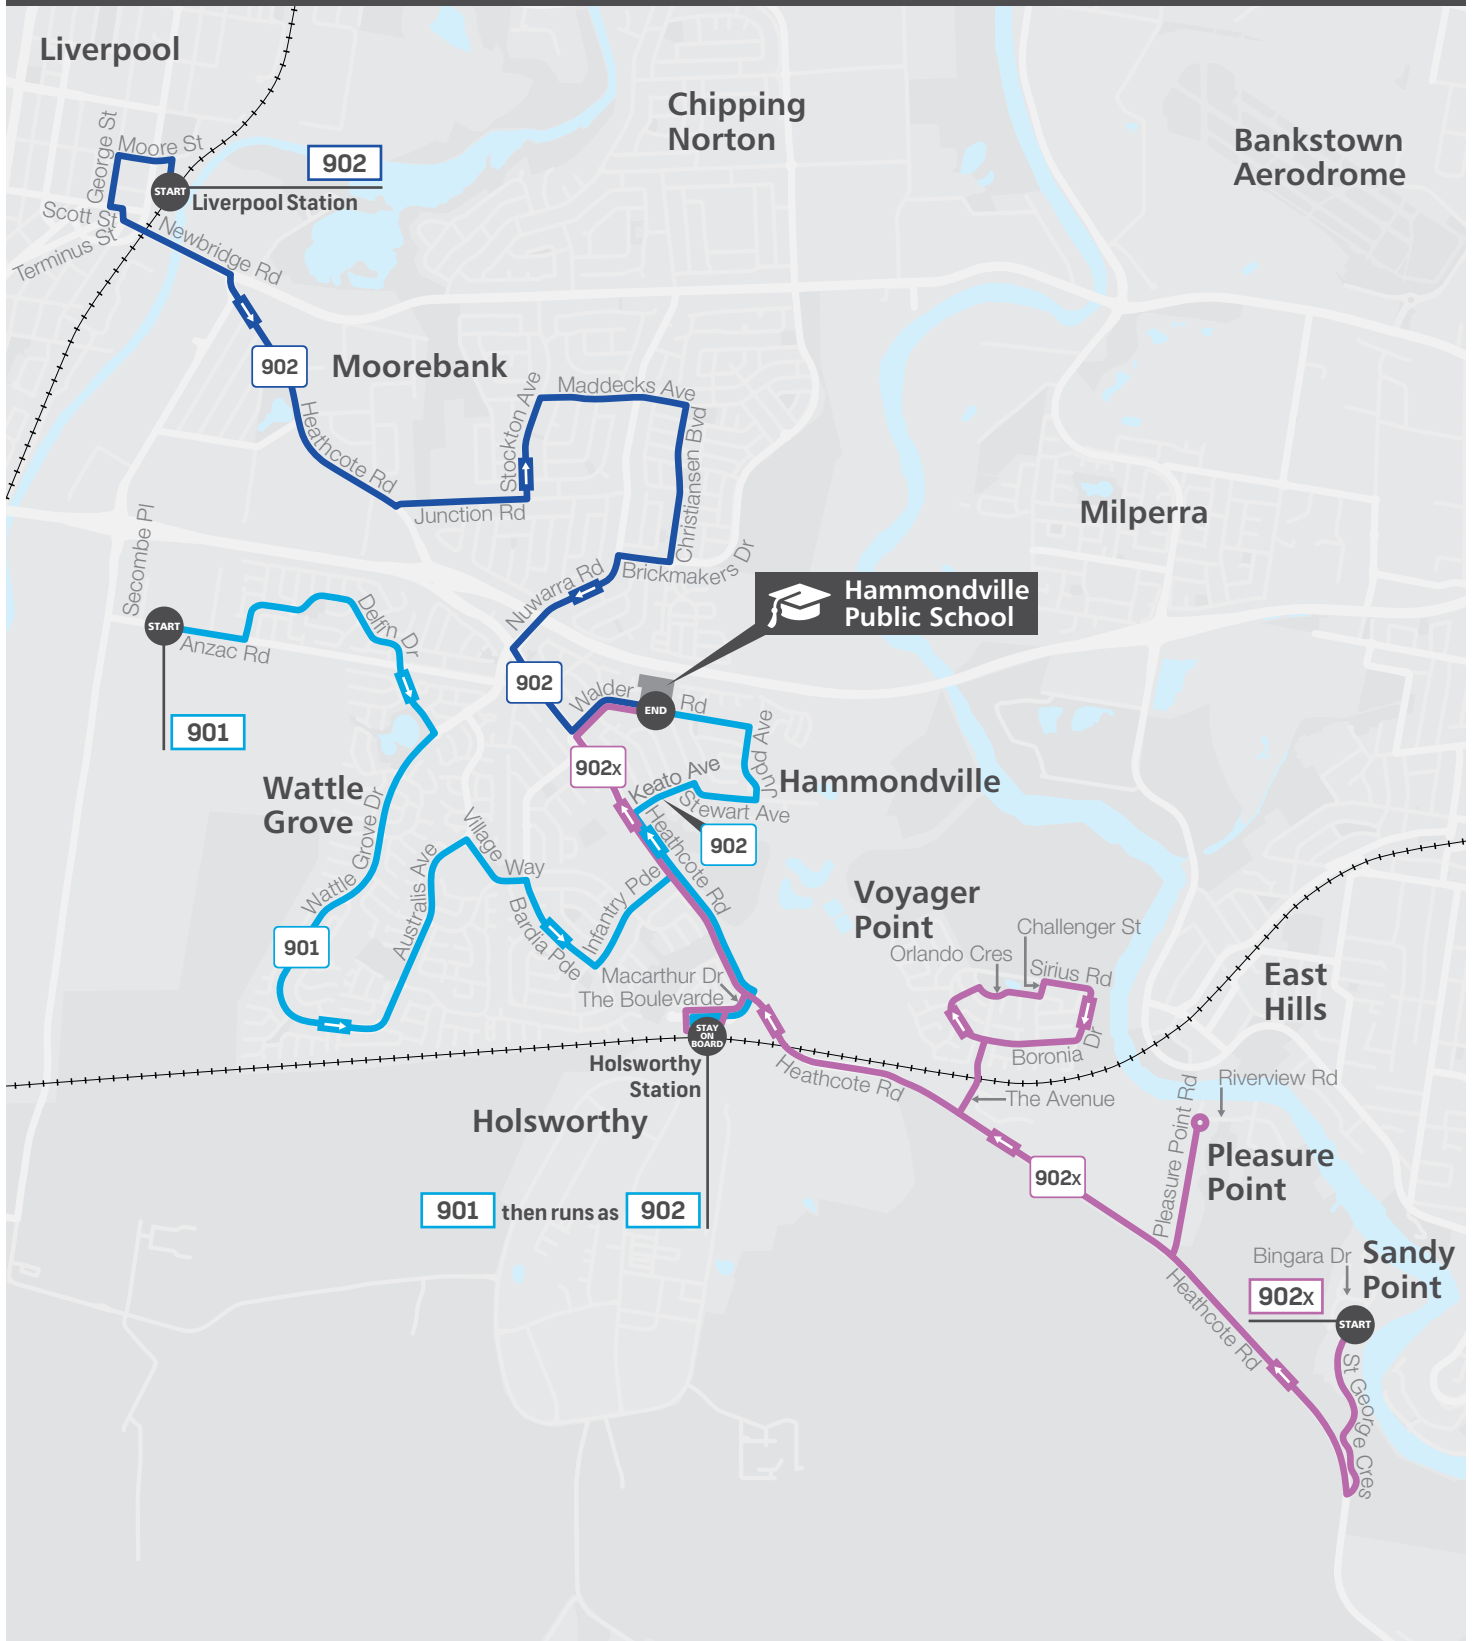 Liverpool
Chipping
Norton
Bankstown
Aerodrome
George St
Moore St
902
START
Liverpool Station
Scott St
Terminus St
Newbridge Rd
902
Moorebank
Heathcote Rd
Stockton Ave
Maddecks Ave
Christiansen Bvd
Junction Rd
Milperra
Secombe Pl
Brickmakers Dr
Nuwarra Rd
Hammondville
Public School
START
Anzac Rd
Delfin Dr
902
Walder Rd
END
901
Judd Ave
902X
Keato Ave
Hammondville
Stewart Ave
Wattle
Grove
Wattle Grove Dr
Village Way
Heathcote Rd
902
Australis Ave
Infantry Pde
Bardia Pde
901
Voyager
Point
Challenger St
Orlando Cres
Sirius Rd
East
Hills
Macarthur Dr
The Boulevarde
STAY
ON
BOARD
Boronia Dr
Holsworthy
Station
Heathcote Rd
The Avenue
Riverview Rd
Pleasure Point Rd
Holsworthy
Pleasure
Point
902X
901 then runs as 902
Bingara Dr
Sandy
Point
902X
START
Heathcote Rd
St George Cres